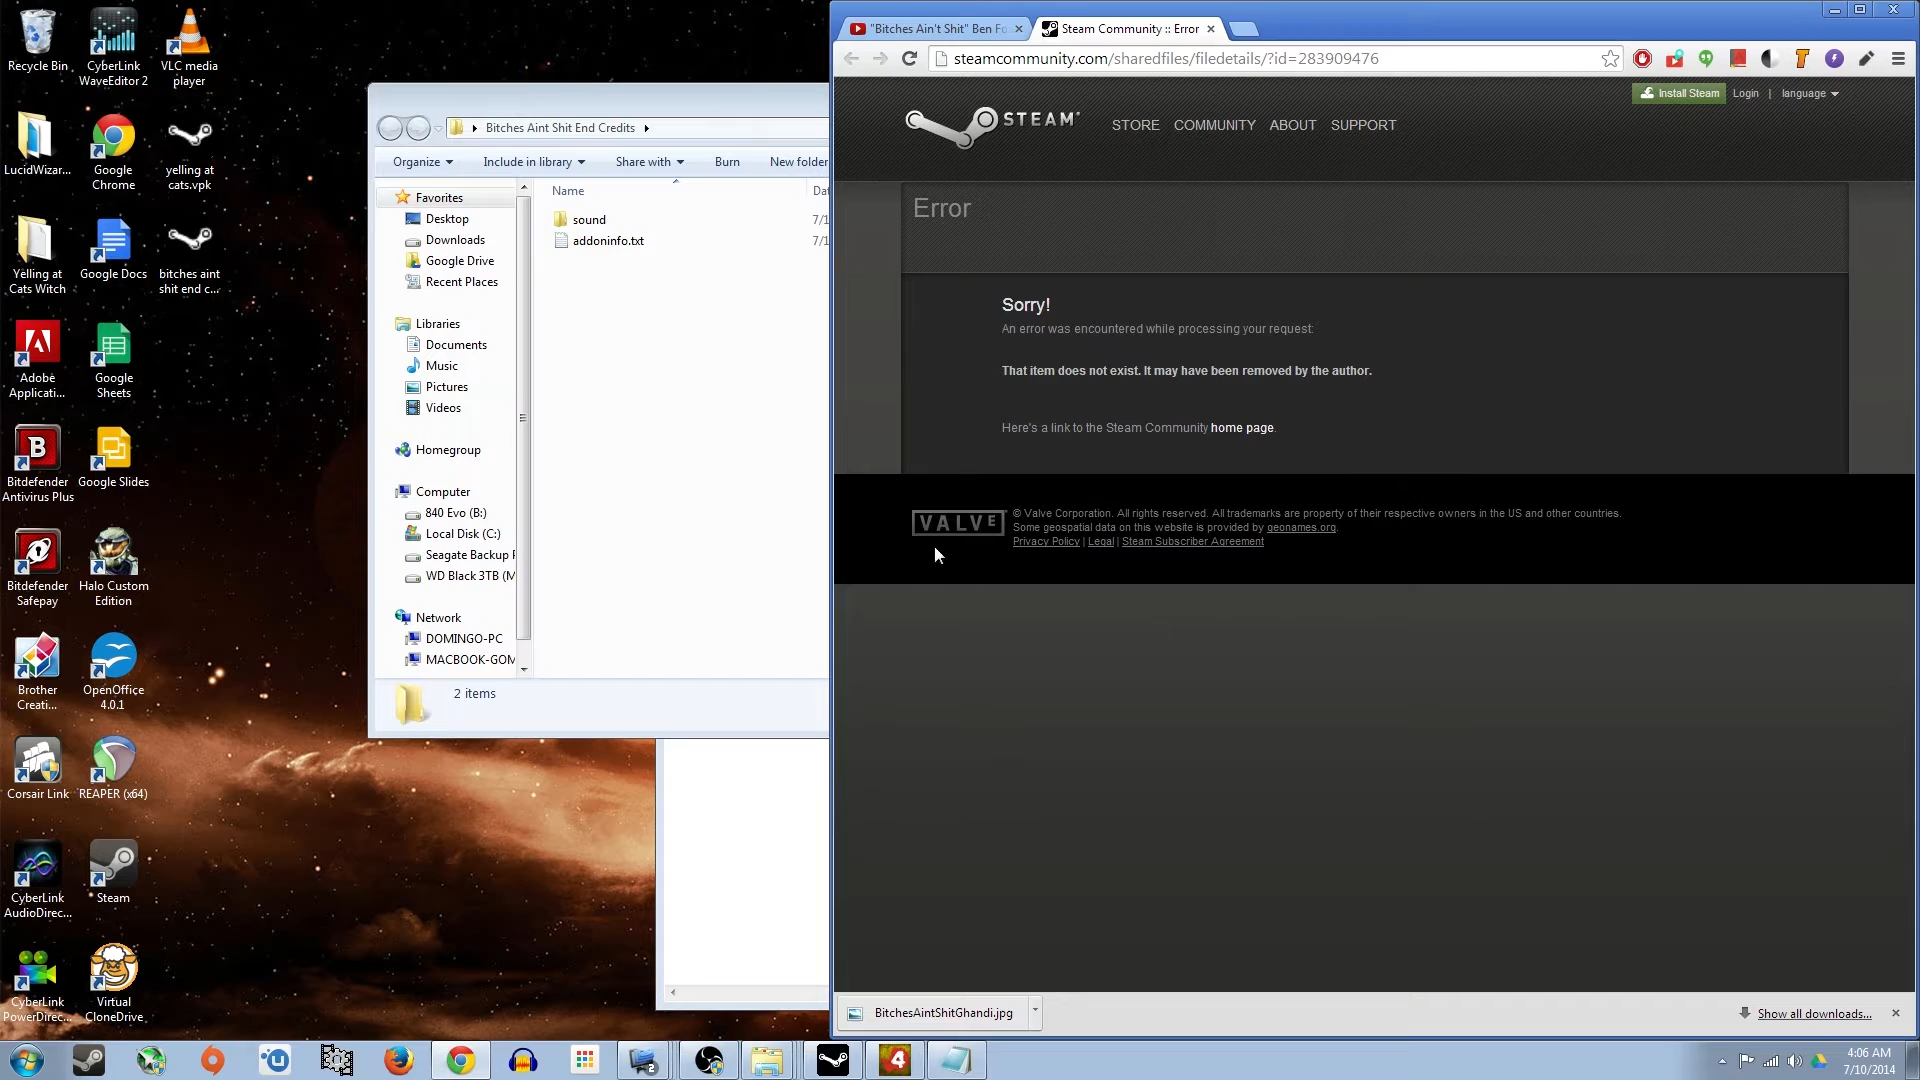 Recycle Bin
CyberLink
WaveEditor 2
VLC media
player
LucidWizar...
Google
Chrome
yelling at
cats.vpk
Yelling at
Cats Witch
Google Docs
bitches aint
shit end c...
Adobe
Applicati...
Google
Sheets
Bitdefender
Antivirus Plus
Google Slides
Bitdefender
Safepay
Halo Custom
Edition
Brother
Creati...
OpenOffice
4.0.1
Corsair Link
REAPER (x64)
CyberLink
AudioDirec...
Steam
CyberLink
PowerDirec...
Virtual
CloneDrive
Bitches Aint Shit End Credits
Organize
Include in library
Share with
Burn
New folder
Favorites
Desktop
Downloads
Google Drive
Recent Places
Libraries
Documents
Music
Pictures
Videos
Homegroup
Computer
840 Evo (B:)
Local Disk (C:)
Seagate Backup
WD Black 3TB (M
Network
DOMINGO-PC
MACBOOK-GOM
Name
Dat
sound
7/1
addoninfo.txt
7/1
2 items
"Bitches Ain't Shit" Ben Fo
Steam Community :: Error
steamcommunity.com/sharedfiles/filedetails/?id=283909476
Install Steam
Login | language
STEAM
STORE COMMUNITY ABOUT SUPPORT
Error
Sorry!
An error was encountered while processing your request:
That item does not exist. It may have been removed by the author.
Here's a link to the Steam Community home page.
VALVE
© Valve Corporation. All rights reserved. All trademarks are property of their respective owners in the US and other countries.
Some geospatial data on this website is provided by geonames.org.
Privacy Policy | Legal | Steam Subscriber Agreement
BitchesAintShitGhandi.jpg
Show all downloads...
4:06 AM
7/10/2014